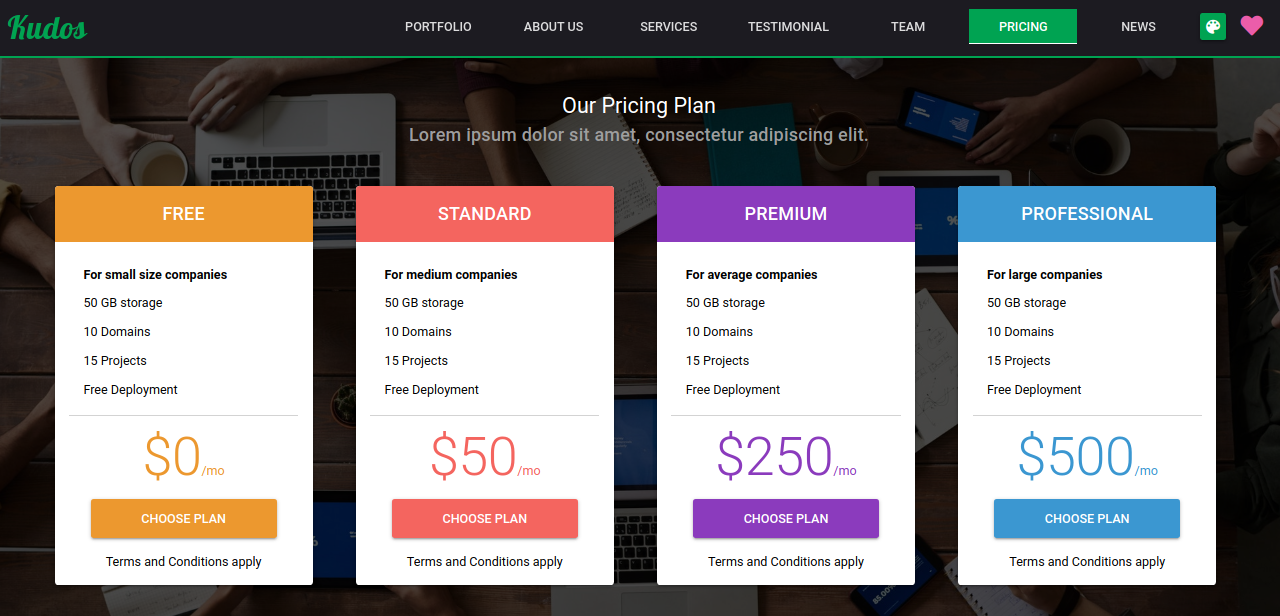 Kudos
PORTFOLIO
ABOUT US
SERVICES
TESTIMONIAL
TEAM
PRICING
NEWS
Our Pricing Plan
Lorem ipsum dolor sit amet, consectetur adipiscing elit.
FREE
For small size companies
50 GB storage
10 Domains
15 Projects
Free Deployment
$0/mo
CHOOSE PLAN
Terms and Conditions apply
STANDARD
For medium companies
50 GB storage
10 Domains
15 Projects
Free Deployment
$50/mo
CHOOSE PLAN
Terms and Conditions apply
PREMIUM
For average companies
50 GB storage
10 Domains
15 Projects
Free Deployment
$250/mo
CHOOSE PLAN
Terms and Conditions apply
PROFESSIONAL
For large companies
50 GB storage
10 Domains
15 Projects
Free Deployment
$500/mo
CHOOSE PLAN
Terms and Conditions apply